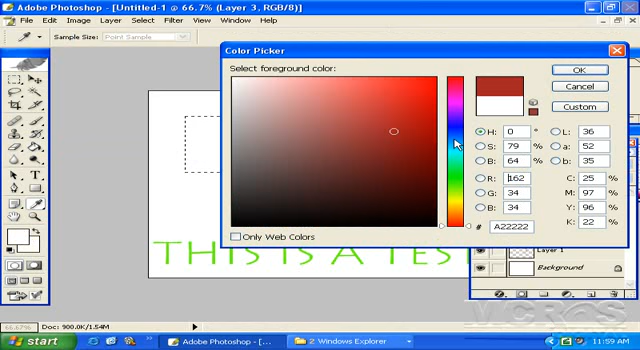 Adobe Photoshop - [Untitled-1 @ 66.7% (Layer 3, RGB/8)]
File Edit Image Layer Select Filter View Window Help
Sample Size: Point Sample
Color Picker
Select foreground color:
OK
Cancel
Custom
H: 0 °
S: 79 %
B: 64 %
R: 162
G: 34
B: 34
# A22222
L: 36
a: 52
b: 35
C: 25 %
M: 97 %
Y: 96 %
K: 22 %
Only Web Colors
THIS IS A TEST
Layer 1
Background
66.67% Doc: 900.0K/1.54M
start
Adobe Photoshop - [...
2 Windows Explorer
11:59 AM